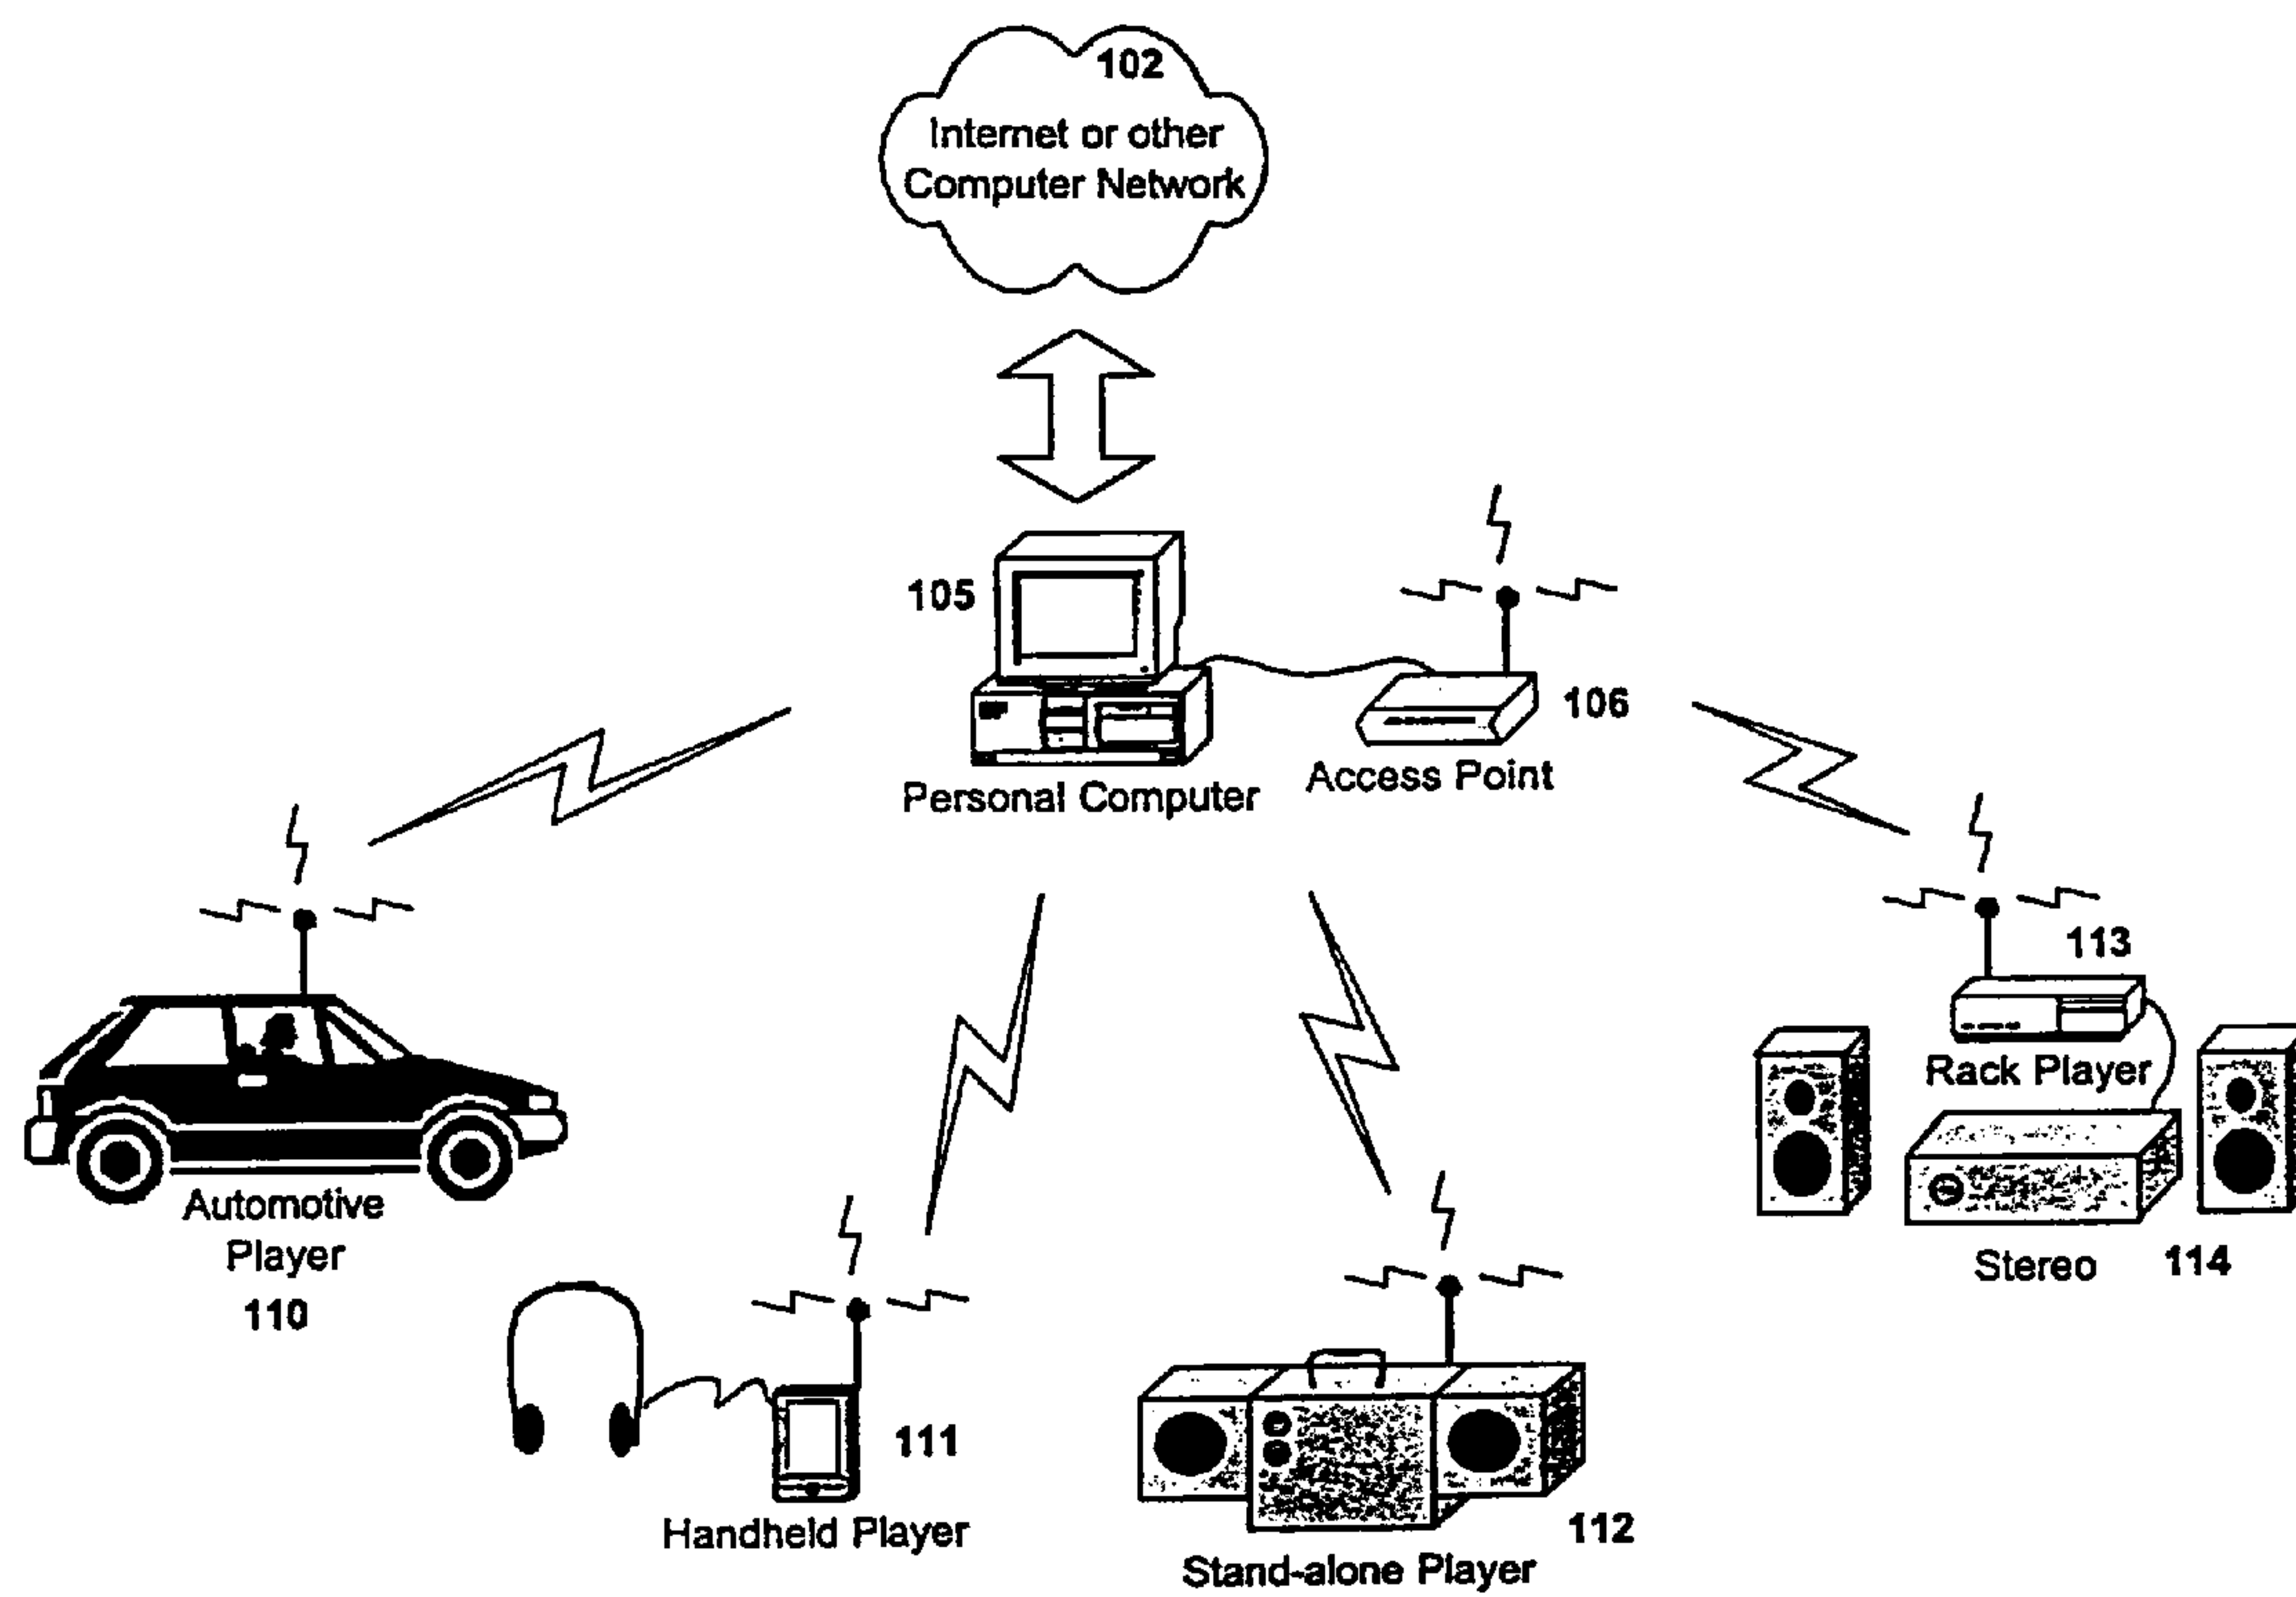 102
Internet or other
Computer Network
105
106
Personal Computer
Access Point
113
Rack Player
Automotive
Player
110
Stereo 114
111
Handheld Player
112
Stand-alone Player